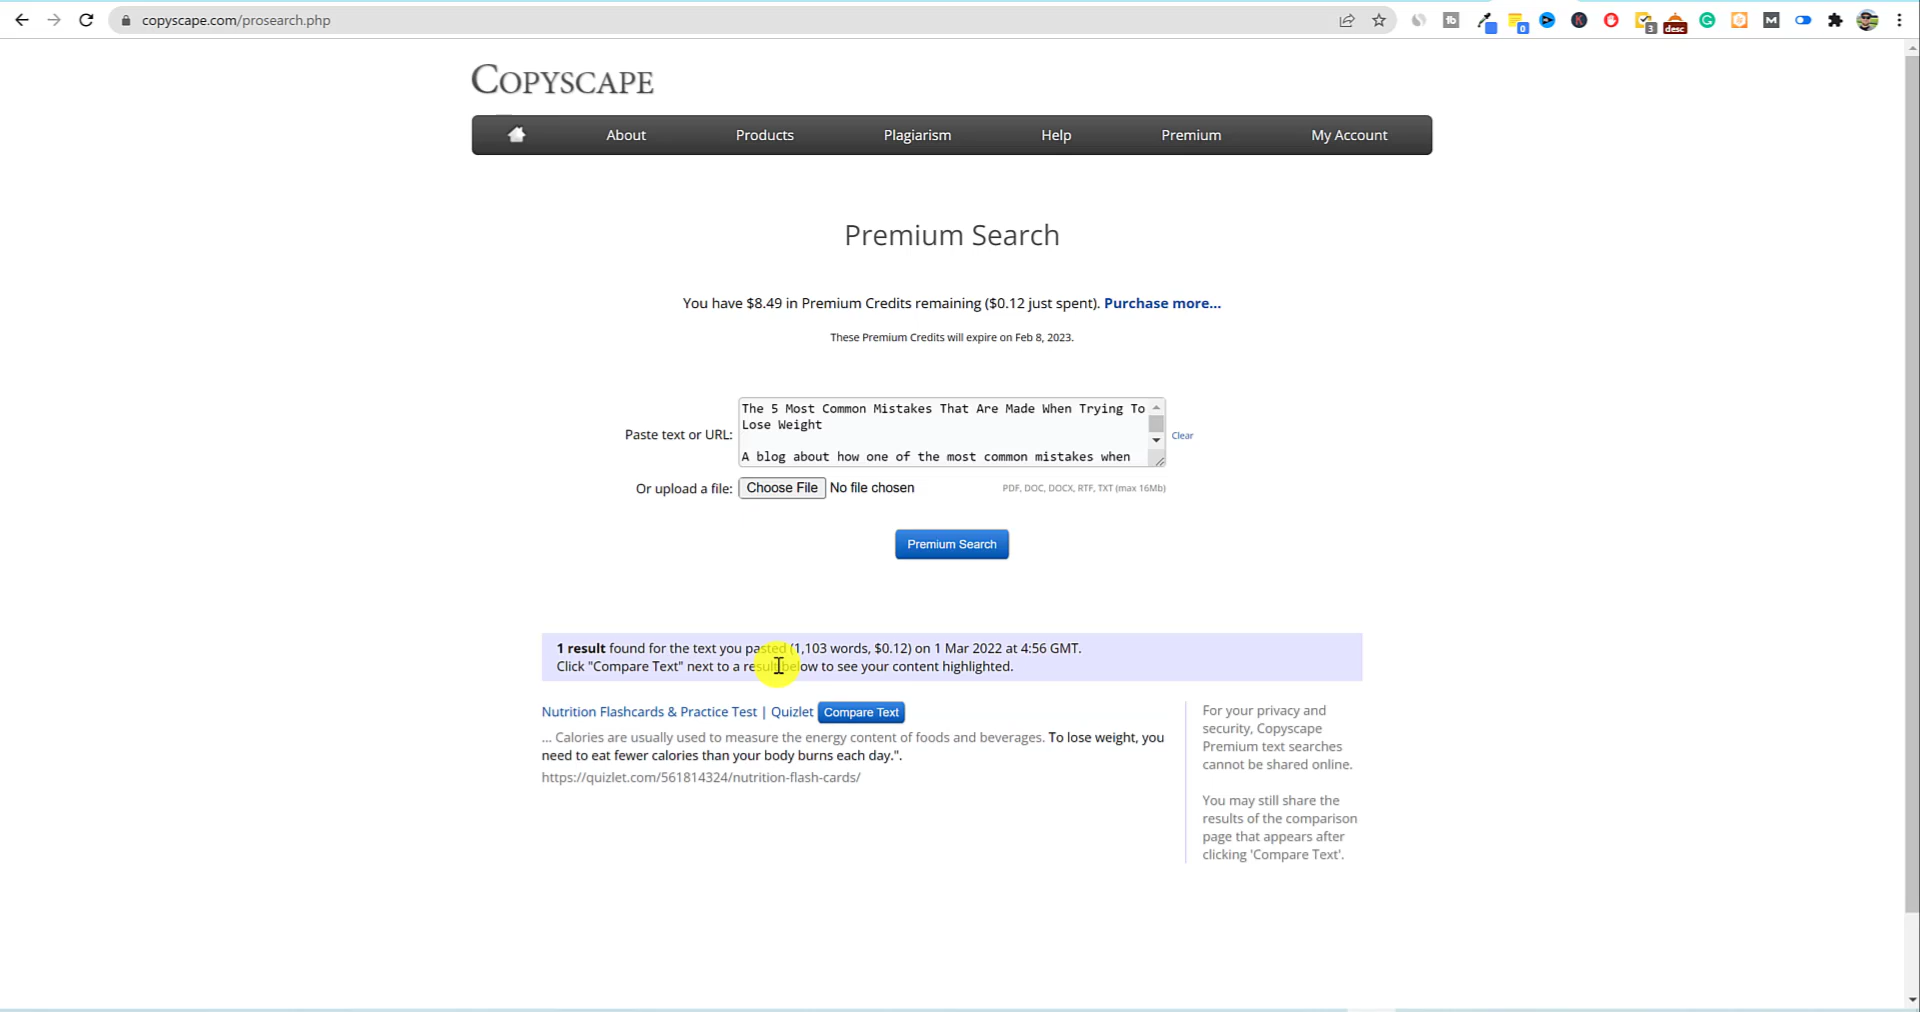 copyscape.com/prosearch.php
fb
0
K
3
desc
G
M
COPYSCAPE
About
Products
Plagiarism
Help
Premium
My Account
Premium Search
You have $8.49 in Premium Credits remaining ($0.12 just spent). Purchase more...
These Premium Credits will expire on Feb 8, 2023.
Paste text or URL:
The 5 Most Common Mistakes That Are Made When Trying To
Lose Weight
A blog about how one of the most common mistakes when
Clear
Or upload a file:
Choose File No file chosen
PDF, DOC, DOCX, RTF, TXT (max 16Mb)
Premium Search
1 result found for the text you pasted (1,103 words, $0.12) on 1 Mar 2022 at 4:56 GMT.
Click "Compare Text" next to a result below to see your content highlighted.
Nutrition Flashcards & Practice Test | Quizlet Compare Text
... Calories are usually used to measure the energy content of foods and beverages. To lose weight, you
need to eat fewer calories than your body burns each day.".
https://quizlet.com/561814324/nutrition-flash-cards/
For your privacy and
security, Copyscape
Premium text searches
cannot be shared online.
You may still share the
results of the comparison
page that appears after
clicking 'Compare Text'.